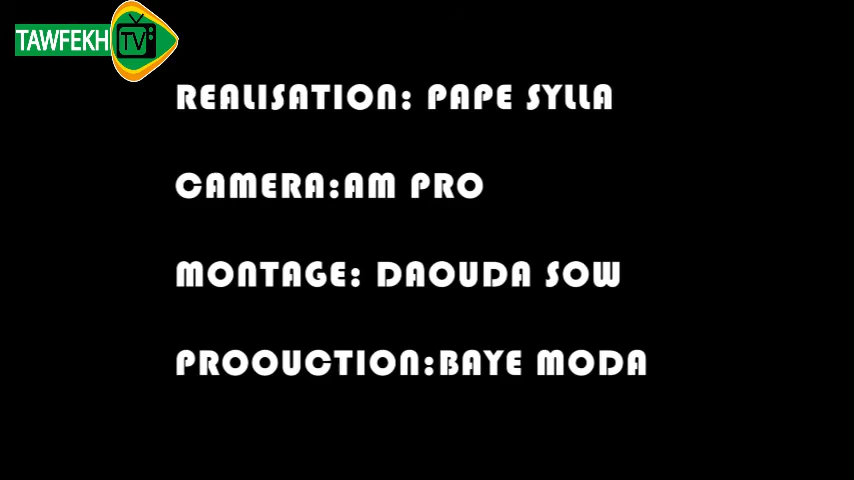 TAWFEKH TV
REALISATION: PAPE SYLLA
CAMERA:AM PRO
MONTAGE: DAOUDA SOW
PROOUCTION:BAYE MODA